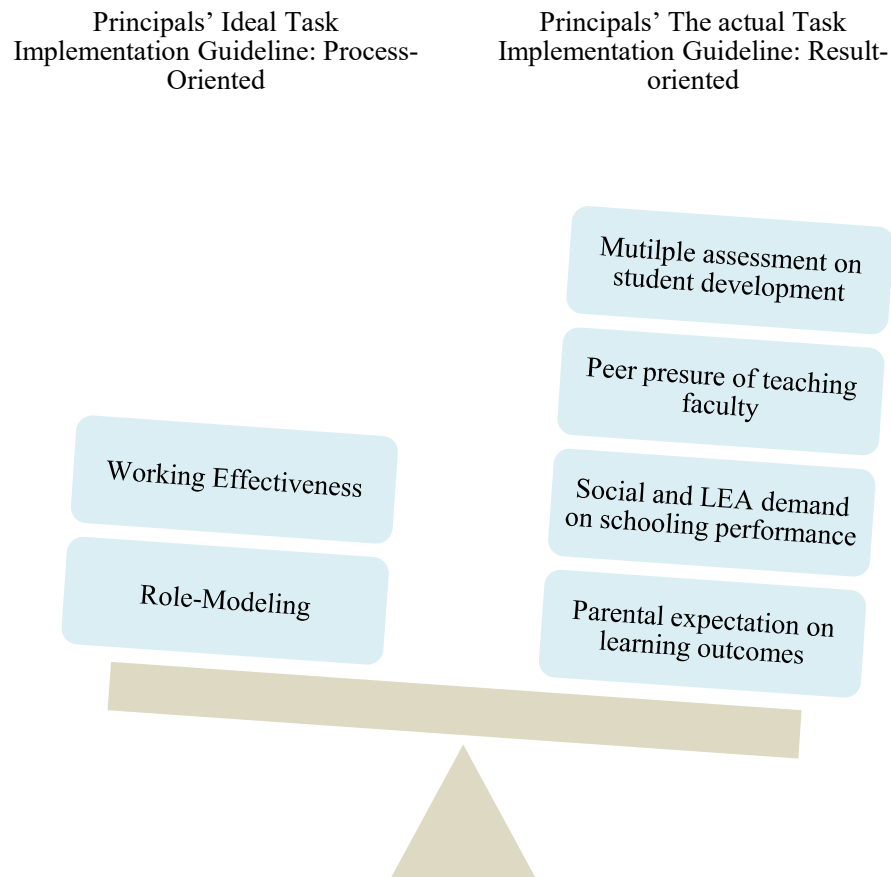 Principals’ Ideal Task
Implementation Guideline: Process-
Oriented
Principals’ The actual Task
Implementation Guideline: Result-
oriented
Working Effectiveness
Role-Modeling
Mutilple assessment on
student development
Peer presure of teaching
faculty
Social and LEA demand
on schooling performance
Parental expectation on
learning outcomes